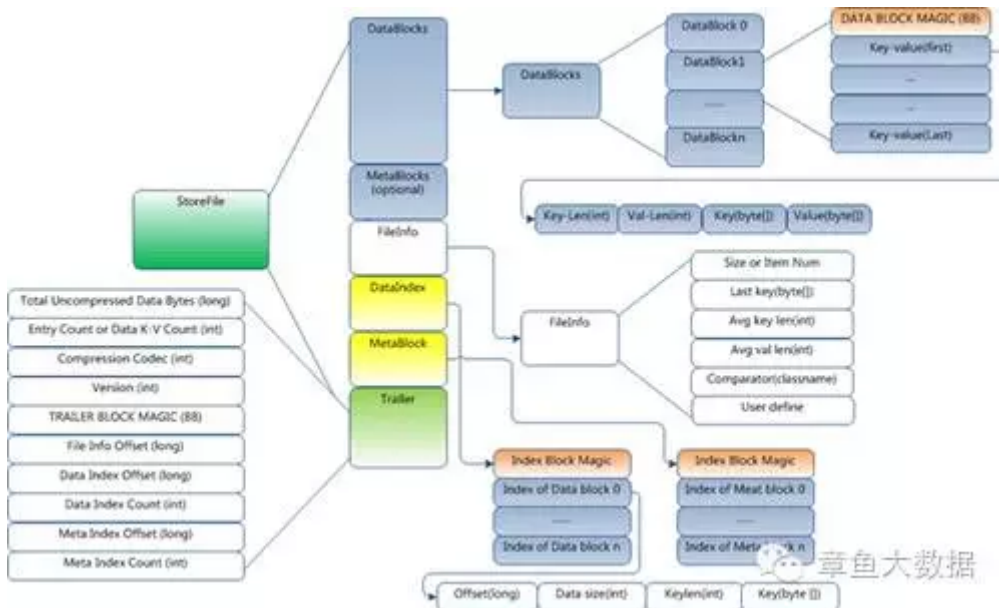 StoreFile
DataBlocks
MetaBlocks
(optional)
FileInfo
DataIndex
MetaBlock
Trailer
DataBlocks
DataBlock 0
DataBlock1
......
DataBlockn
DATA BLOCK MAGIC (8B)
Key-value(first)
...
...
Key-value(Last)
Key-Len(int)
Val-Len(int)
Key(byte[])
Value(byte[])
FileInfo
Size or Item Num
Last key(byte[])
Avg key len(int)
Avg val len(int)
Comparator(classname)
User define
Total Uncompressed Data Bytes (long)
Entry Count or Data K-V Count (int)
Compression Codec (int)
Version (int)
TRAILER BLOCK MAGIC (8B)
File Info Offset (long)
Data Index Offset (long)
Data Index Count (int)
Meta Index Offset (long)
Meta Index Count (int)
Index Block Magic
Index of Data block 0
......
Index of Data block n
Index Block Magic
Index of Meat block 0
......
Index of Meta block n
Offset(long)
Data size(int)
Keylen(int)
Key(byte [])
章鱼大数据